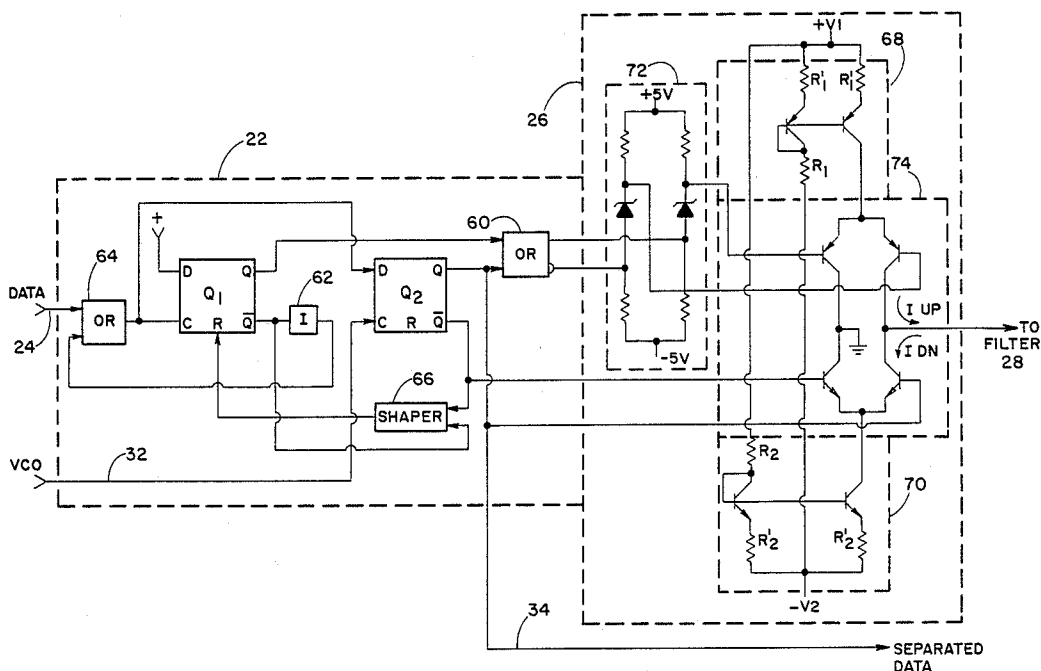 +V1
68
72
R'1 R'1
+5V
26
22
R1
74
60
+
64
62
OR
D Q
D Q
DATA
OR
Q1
I
Q2
24
C R Q̅
C R Q̅
I UP
TO
FILTER
28
I DN
-5V
66
SHAPER
VCO
32
R2
70
R'2
R'2
-V2
34
SEPARATED
DATA